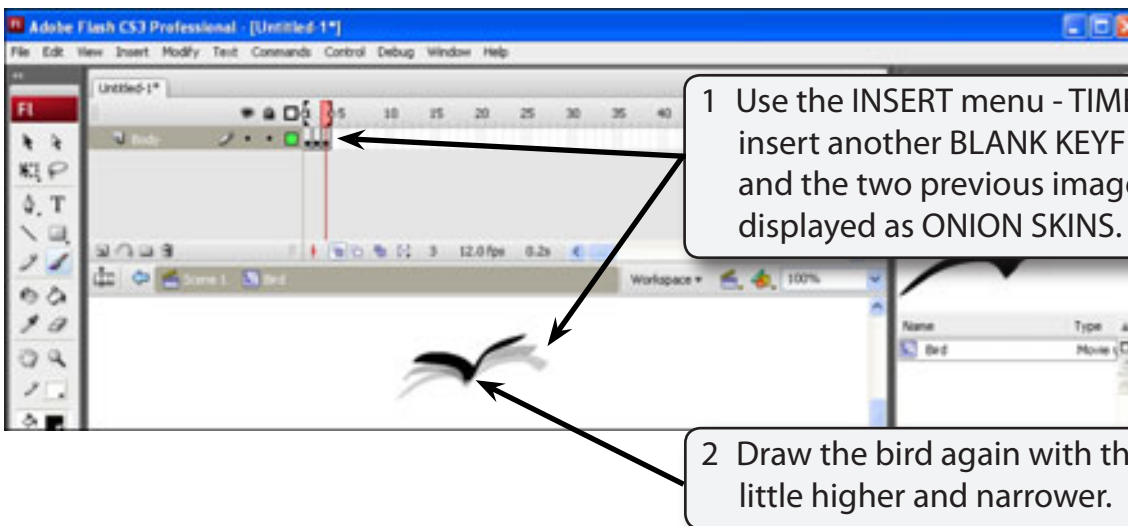 Adobe Flash CS3 Professional - [Untitled-1*]
File Edit View Insert Modify Text Commands Control Debug Window Help
Untitled-1*
Fl
5 10 15 20 25 30 35 40
Body
3 12.0 fps 0.2s
Scene 1 Bird
Workspace 100%
Name Type
Bird Movie
1 Use the INSERT menu - TIME
insert another BLANK KEYF
and the two previous image
displayed as ONION SKINS.
2 Draw the bird again with th
little higher and narrower.